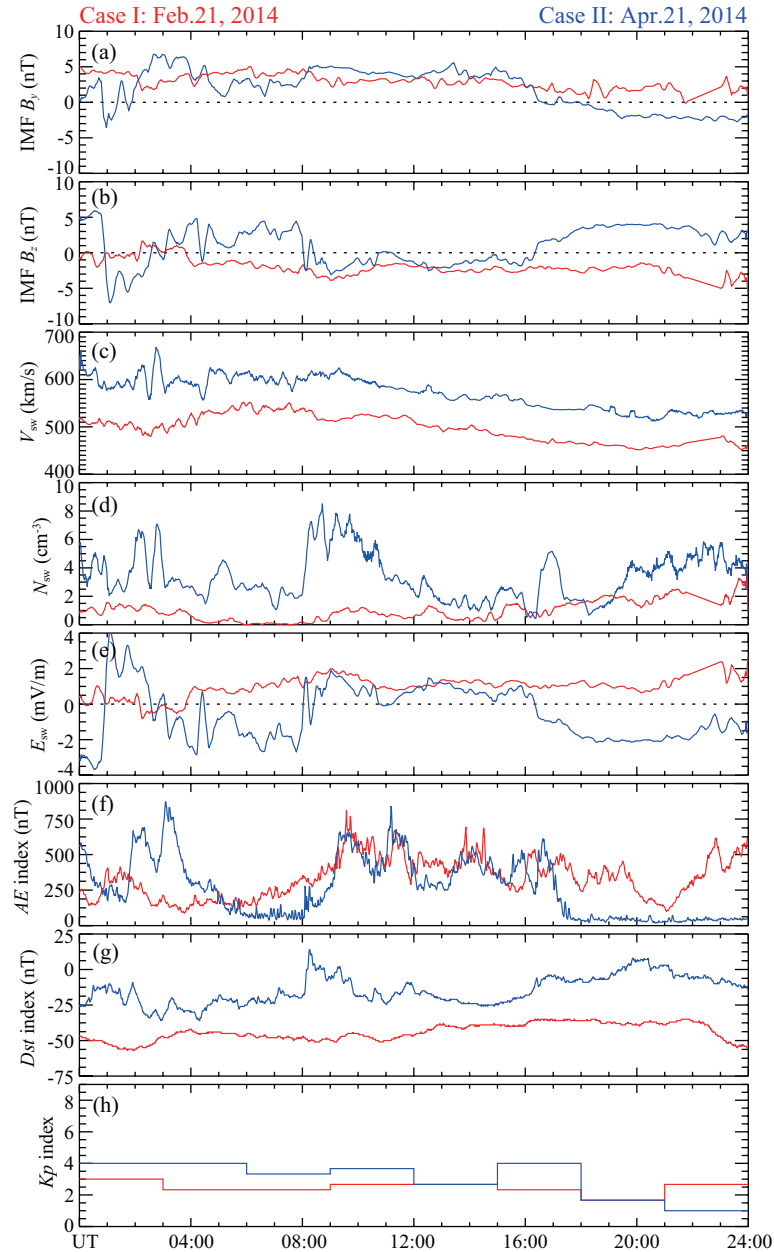 Case I: Feb.21, 2014 Case II: Apr.21, 2014
(a)
IMF By (nT)
10
5
0
-5
-10
(b)
IMF Bz (nT)
10
5
0
-5
-10
(c)
Vsw (km/s)
700
600
500
400
(d)
Nsw (cm-3)
10
8
6
4
2
0
(e)
Esw (mV/m)
4
2
0
-2
-4
(f)
AE index (nT)
1000
750
500
250
0
(g)
Dst index (nT)
25
0
-25
-50
-75
(h)
Kp index
8
6
4
2
0
UT 04:00 08:00 12:00 16:00 20:00 24:00